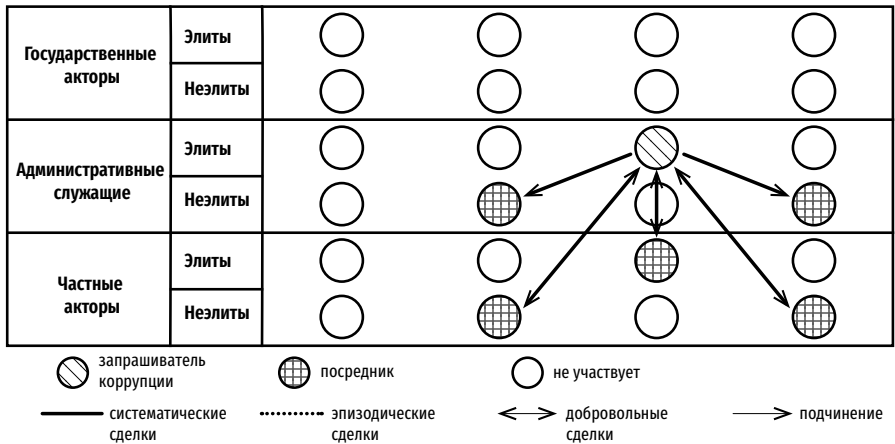 Государственные
акторы
Элиты
Неэлиты
Административные
служащие
Элиты
Неэлиты
Частные
акторы
Элиты
Неэлиты
запрашиватель
коррупции
посредник
не участвует
систематические
сделки
эпизодические
сделки
добровольные
сделки
подчинение